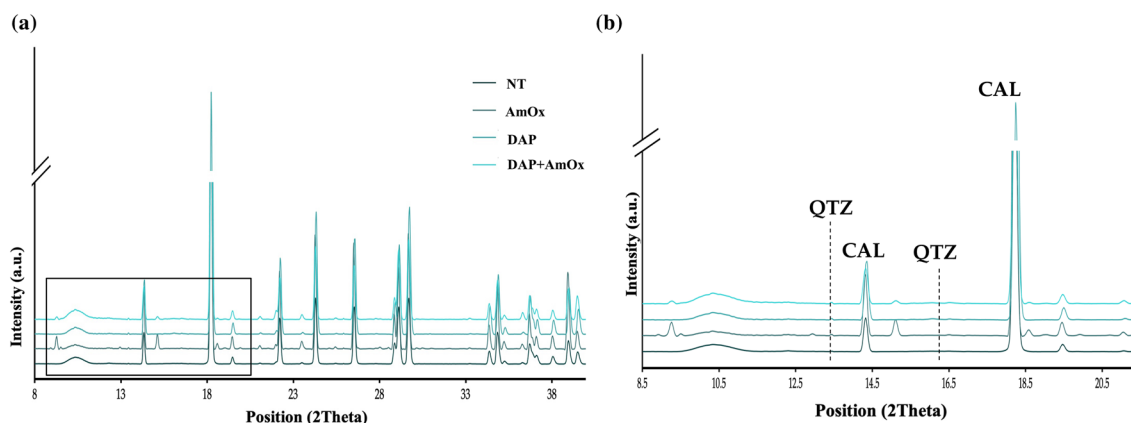 (a)
NT
AmOx
DAP
DAP+AmOx
Intensity (a.u.)
8 13 18 23 28 33 38
Position (2Theta)
(b)
CAL
QTZ
CAL
QTZ
Intensity (a.u.)
8.5 10.5 12.5 14.5 16.5 18.5 20.5
Position (2Theta)